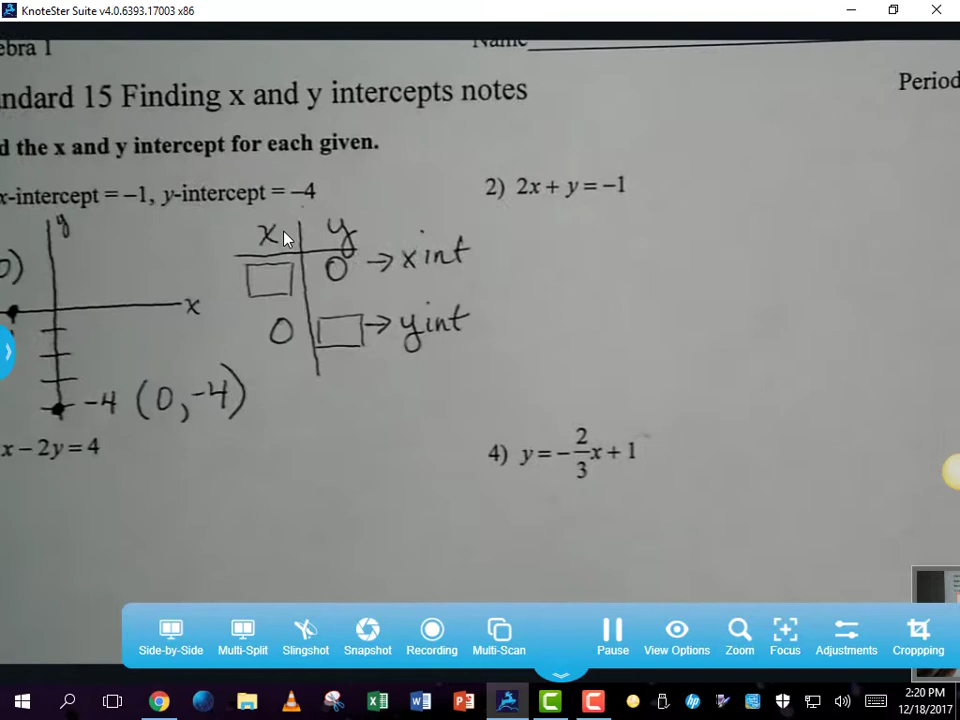 KnoteSter Suite v4.0.6393.17003 x86
ebra 1
Name
ndard 15 Finding x and y intercepts notes
Period
d the x and y intercept for each given.
x-intercept = −1, y-intercept = −4
2) 2x + y = −1
y
x y
0 → x int
0)
x
0 → y int
-4 (0, -4)
x − 2y = 4
4) y = −2/3x + 1
Side-by-Side
Multi-Split
Slingshot
Snapshot
Recording
Multi-Scan
Pause
View Options
Zoom
Focus
Adjustments
Croppping
2:20 PM
12/18/2017